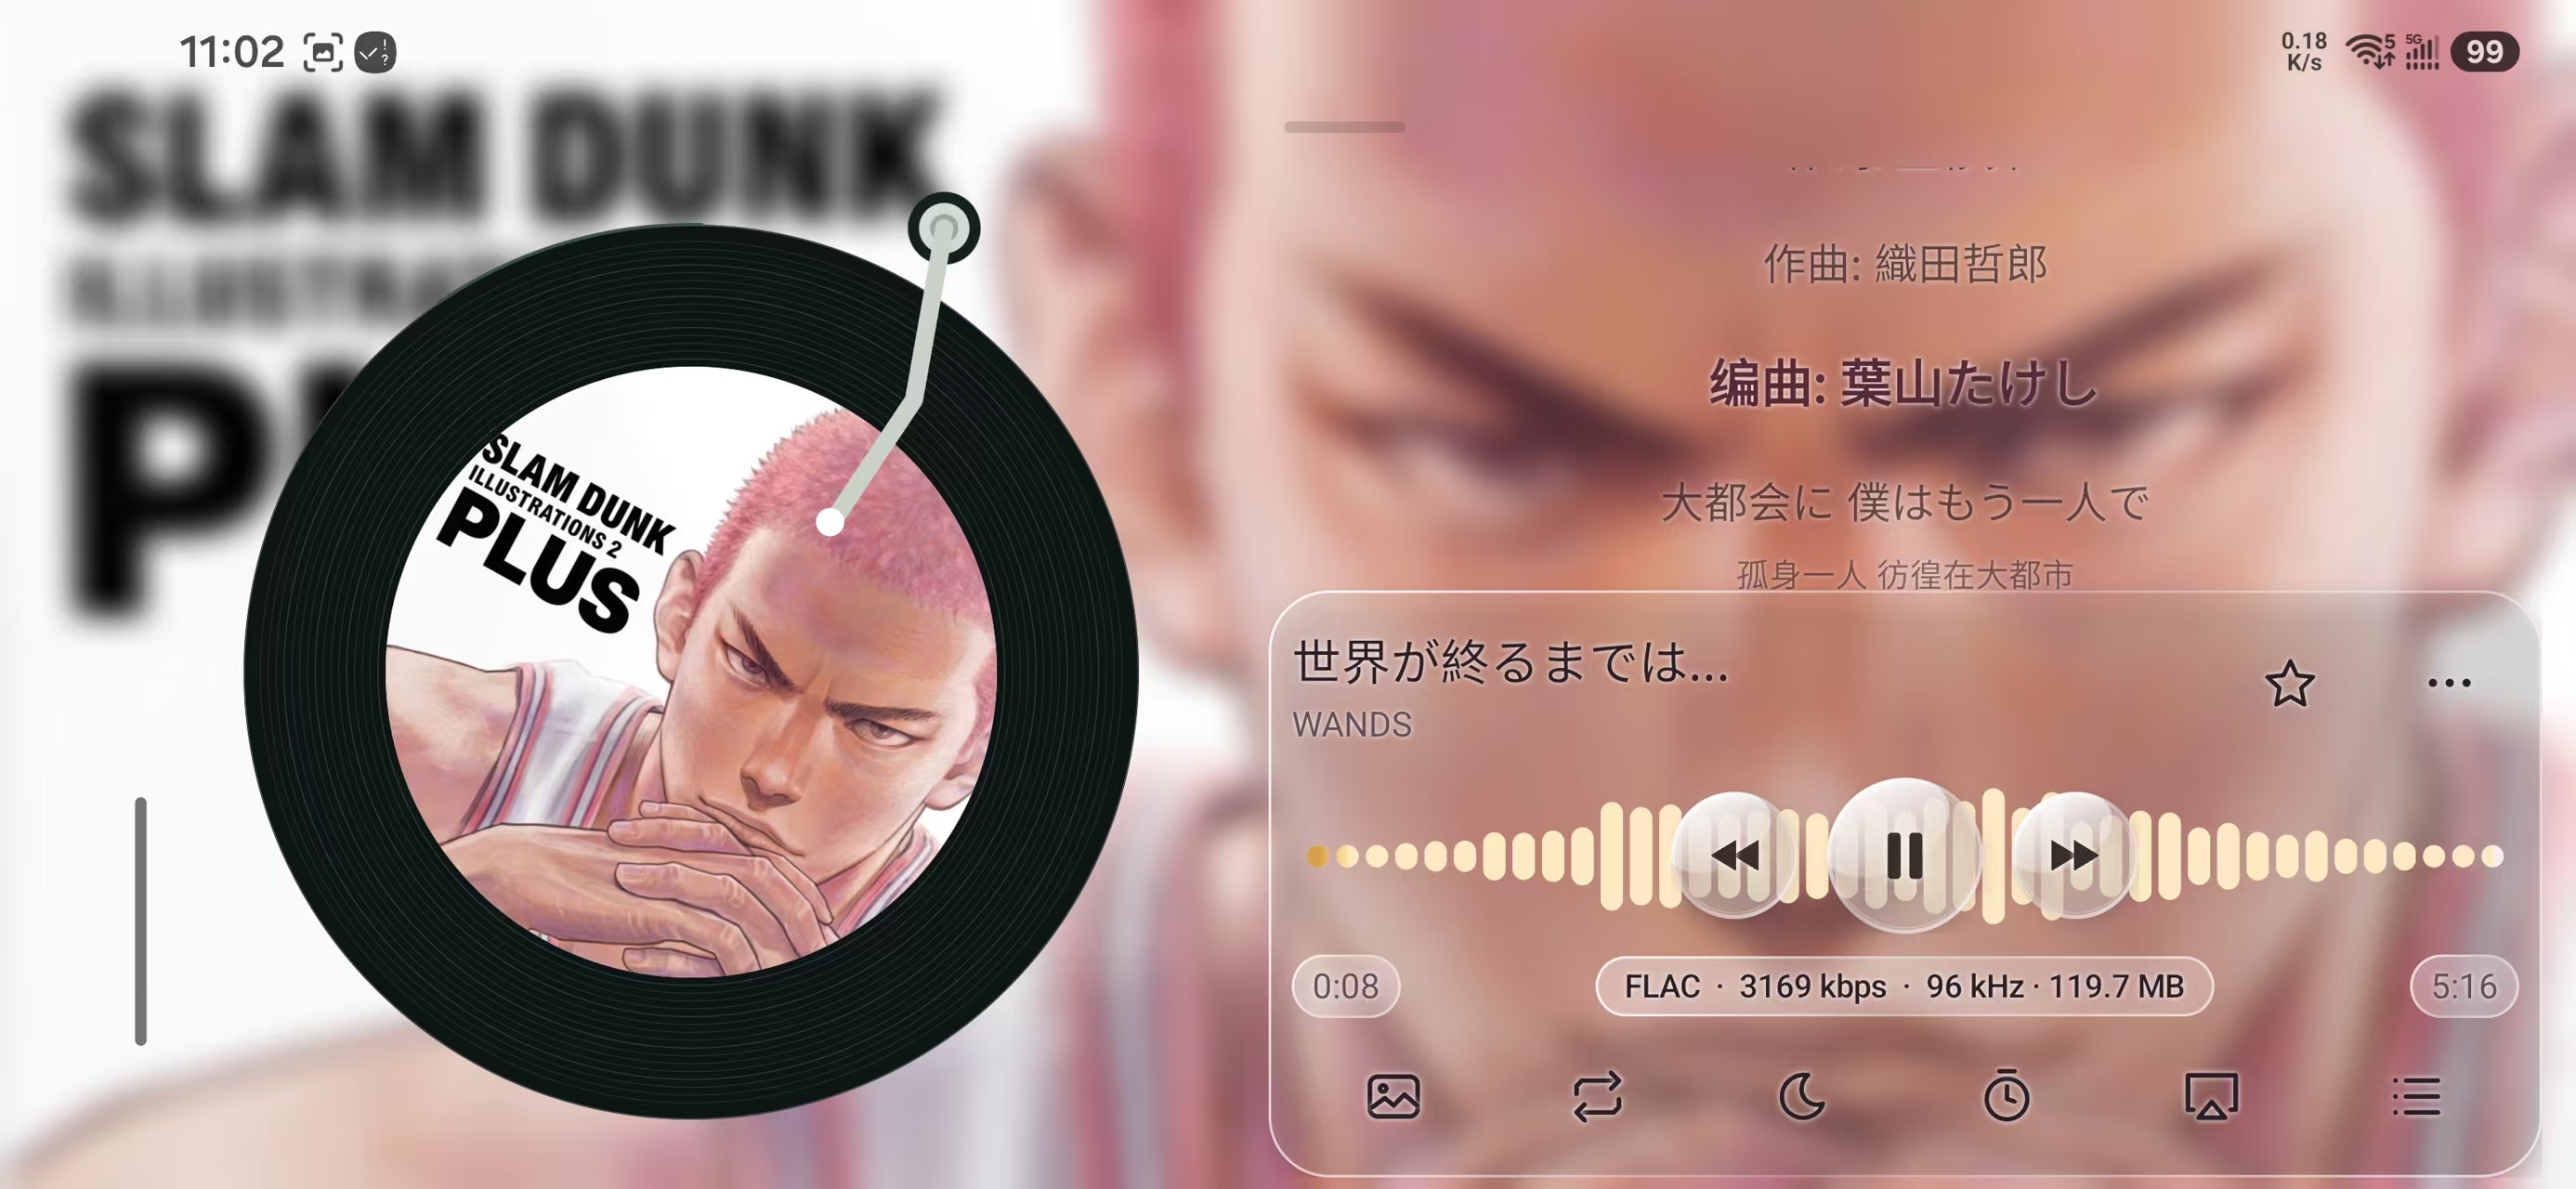 11:02
0.18
K/s
5
5G
99
SLAM DUNK
SLAM DUNK
ILLUSTRATIONS 2
PLUS
作曲: 織田哲郎
编曲: 葉山たけし
大都会に 僕はもう一人で
孤身一人 彷徨在大都市
世界が終るまでは...
WANDS
0:08
FLAC · 3169 kbps · 96 kHz · 119.7 MB
5:16